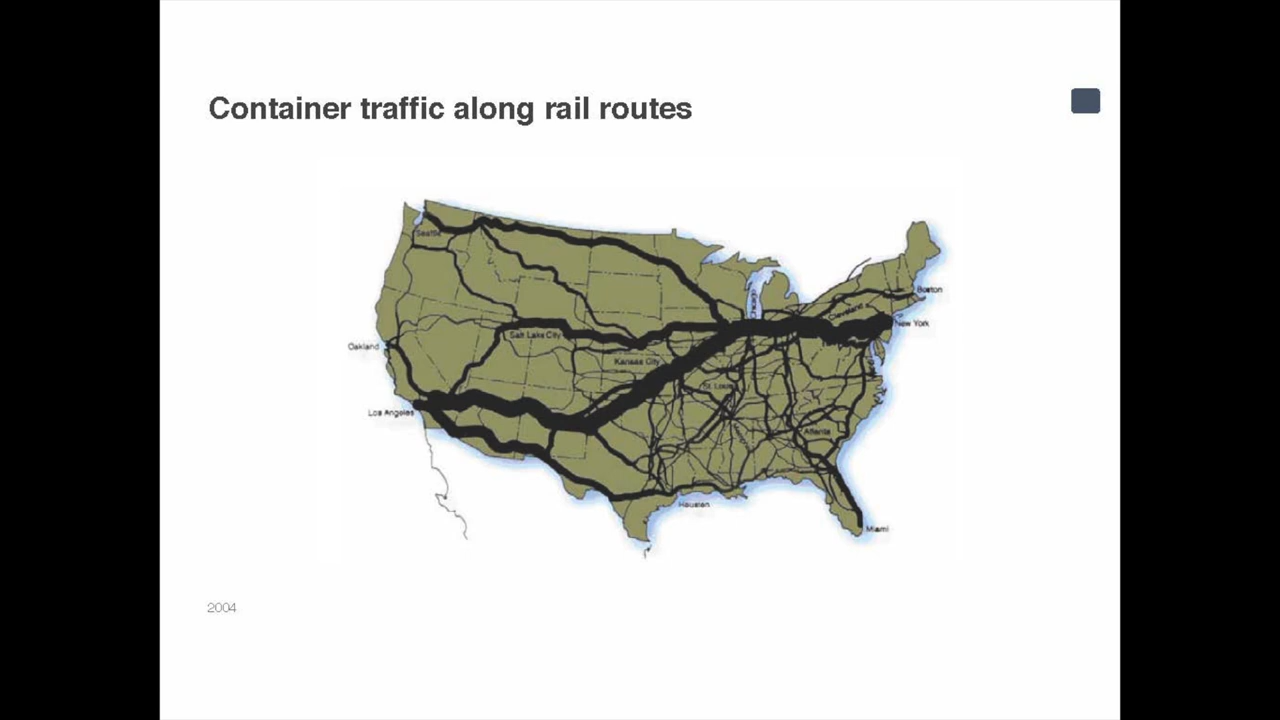 Container traffic along rail routes
Seattle
Boston
Cleveland
New York
Salt Lake City
Oakland
Kansas City
St. Louis
Los Angeles
Atlanta
Houston
Miami
2004